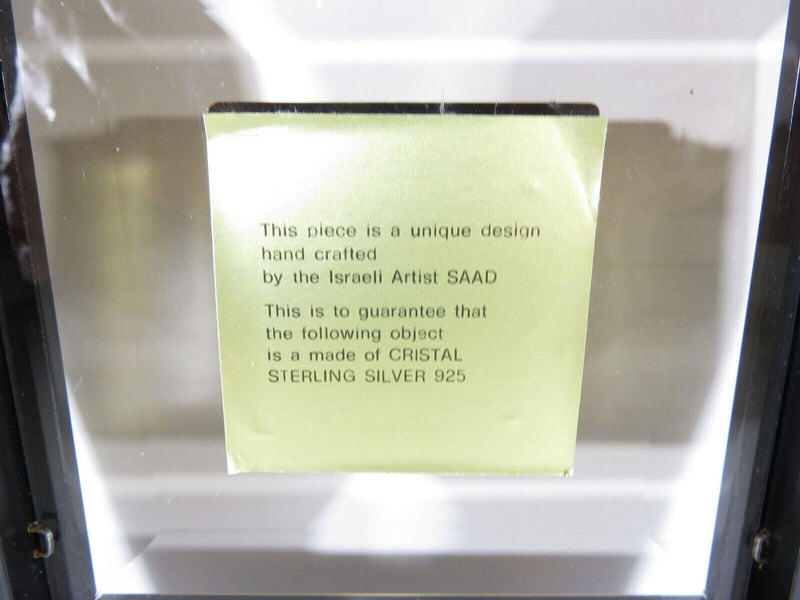 This piece is a unique design
hand crafted
by the Israeli Artist SAAD
This is to guarantee that
the following object
is a made of CRISTAL
STERLING SILVER 925